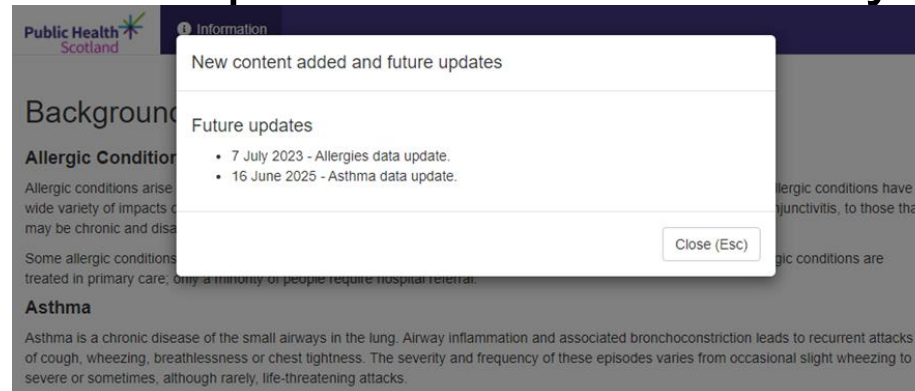 Public Health
Scotland
Information
New content added and future updates
Background
Future updates
Allergic Condition
• 7 July 2023 - Allergies data update.
• 16 June 2025 - Asthma data update.
Allergic conditions arise
allergic conditions have
wide variety of impacts
conjunctivitis, to those tha
may be chronic and disa
Close (Esc)
Some allergic conditions
gic conditions are
treated in primary care; only a minority of people require hospital referral.
Asthma
Asthma is a chronic disease of the small airways in the lung. Airway inflammation and associated bronchoconstriction leads to recurrent attacks
of cough, wheezing, breathlessness or chest tightness. The severity and frequency of these episodes varies from occasional slight wheezing to
severe or sometimes, although rarely, life-threatening attacks.